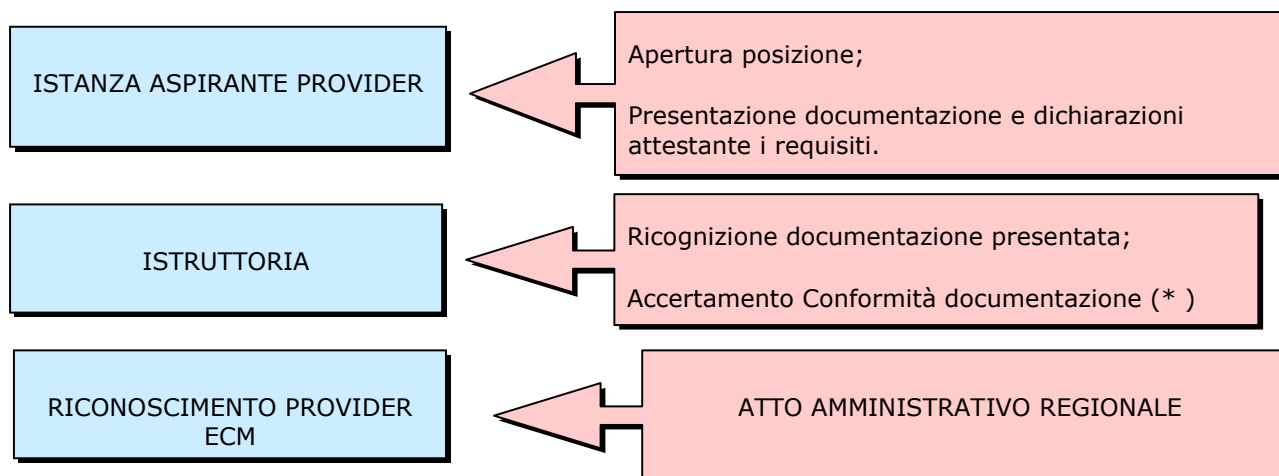 ISTANZA ASPIRANTE PROVIDER
Apertura posizione;
Presentazione documentazione e dichiarazioni
attestante i requisiti.
ISTRUTTORIA
Ricognizione documentazione presentata;
Accertamento Conformità documentazione (* )
RICONOSCIMENTO PROVIDER
ECM
ATTO AMMINISTRATIVO REGIONALE